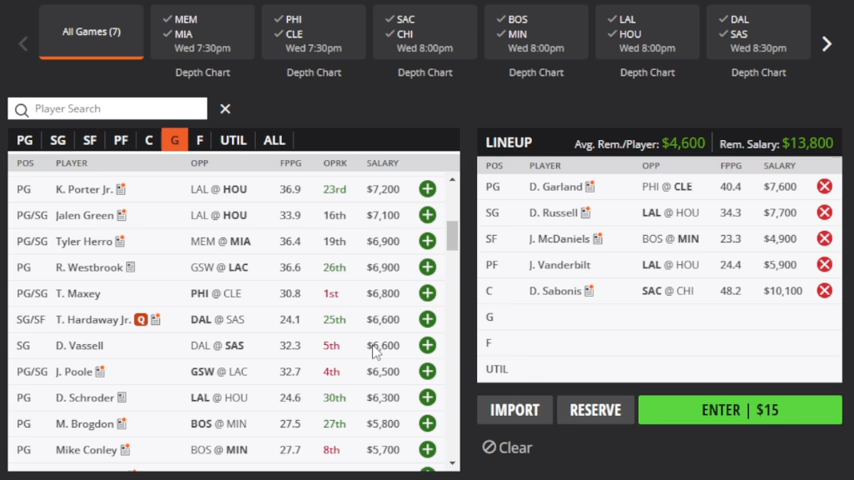 All Games (7)
MEM
MIA
Wed 7:30pm
Depth Chart
PHI
CLE
Wed 7:30pm
Depth Chart
SAC
CHI
Wed 8:00pm
Depth Chart
BOS
MIN
Wed 8:00pm
Depth Chart
LAL
HOU
Wed 8:00pm
Depth Chart
DAL
SAS
Wed 8:30pm
Depth Chart
Player Search
PG SG SF PF C G F UTIL ALL
POS PLAYER OPP FPPG OPRK SALARY
PG K. Porter Jr. LAL @ HOU 36.9 23rd $7,200
PG/SG Jalen Green LAL @ HOU 33.9 16th $7,100
PG/SG Tyler Herro MEM @ MIA 36.4 19th $6,900
PG R. Westbrook GSW @ LAC 36.6 26th $6,900
PG/SG T. Maxey PHI @ CLE 30.8 1st $6,800
SG/SF T. Hardaway Jr. Q DAL @ SAS 24.1 25th $6,600
SG D. Vassell DAL @ SAS 32.3 5th $6,600
PG/SG J. Poole GSW @ LAC 32.7 4th $6,500
PG D. Schroder LAL @ HOU 24.6 30th $6,300
PG M. Brogdon BOS @ MIN 27.5 27th $5,800
PG Mike Conley BOS @ MIN 27.7 8th $5,700
LINEUP Avg. Rem./Player: $4,600 Rem. Salary: $13,800
POS PLAYER OPP FPPG SALARY
PG D. Garland PHI @ CLE 40.4 $7,600
SG D. Russell LAL @ HOU 34.3 $7,700
SF J. McDaniels BOS @ MIN 23.3 $4,900
PF J. Vanderbilt LAL @ HOU 24.4 $5,900
C D. Sabonis SAC @ CHI 48.2 $10,100
G
F
UTIL
IMPORT RESERVE ENTER | $15
Clear